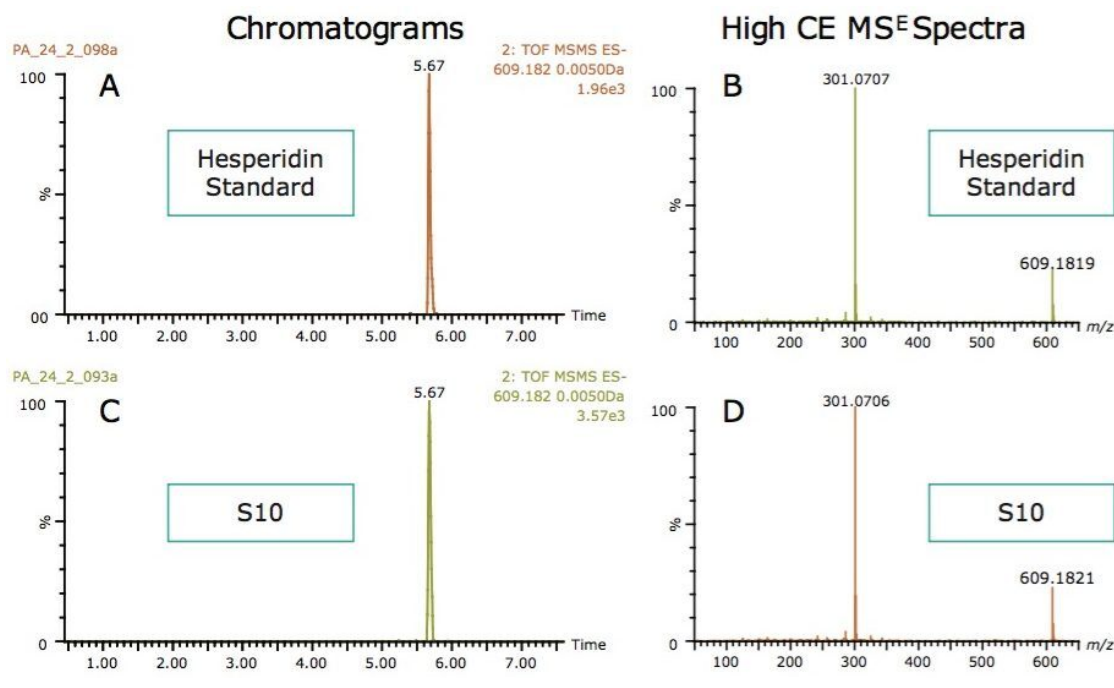 Chromatograms
High CE MSᴱ Spectra
PA_24_2_098a
2: TOF MSMS ES-
609.182 0.0050Da
1.96e3
A
5.67
100
%
00
Hesperidin
Standard
1.00 2.00 3.00 4.00 5.00 6.00 7.00
Time
B
301.0707
100
%
0
Hesperidin
Standard
609.1819
100 200 300 400 500 600
m/z
PA_24_2_093a
2: TOF MSMS ES-
609.182 0.0050Da
3.57e3
C
5.67
100
%
0
S10
1.00 2.00 3.00 4.00 5.00 6.00 7.00
Time
D
301.0706
100
%
0
S10
609.1821
100 200 300 400 500 600
m/z